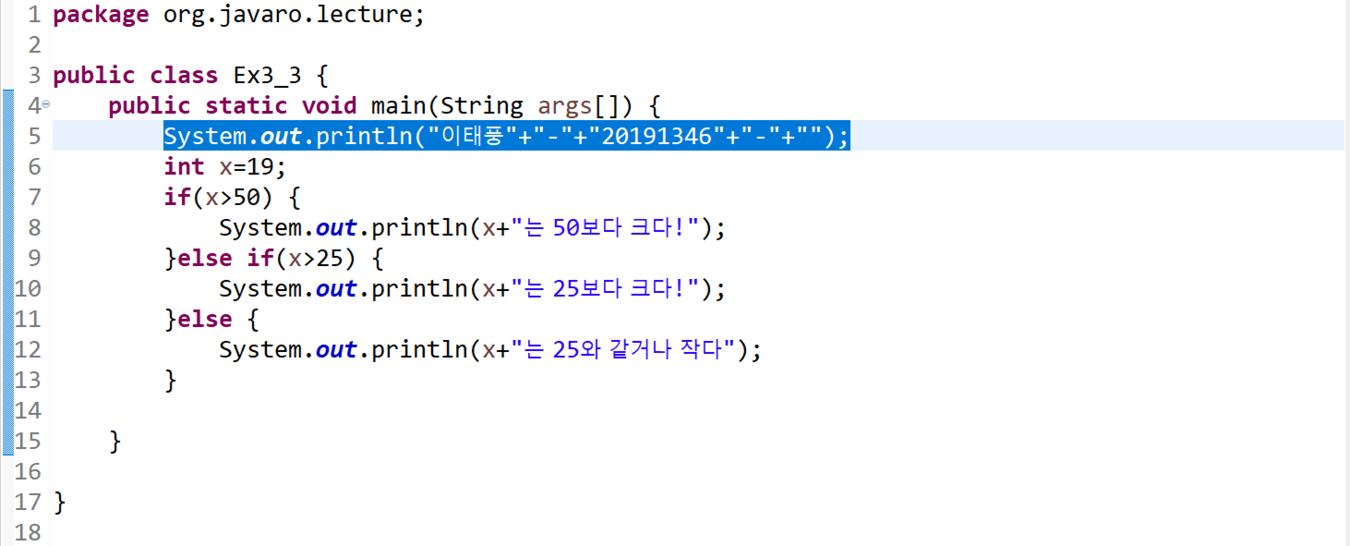 1 package org.javaro.lecture;
2
3 public class Ex3_3 {
4     public static void main(String args[]) {
5         System.out.println("이태풍"+"-"+"20191346"+"-"+"");
6         int x=19;
7         if(x>50) {
8             System.out.println(x+"는 50보다 크다!");
9         }else if(x>25) {
10             System.out.println(x+"는 25보다 크다!");
11         }else {
12             System.out.println(x+"는 25와 같거나 작다");
13         }
14
15     }
16
17 }
18